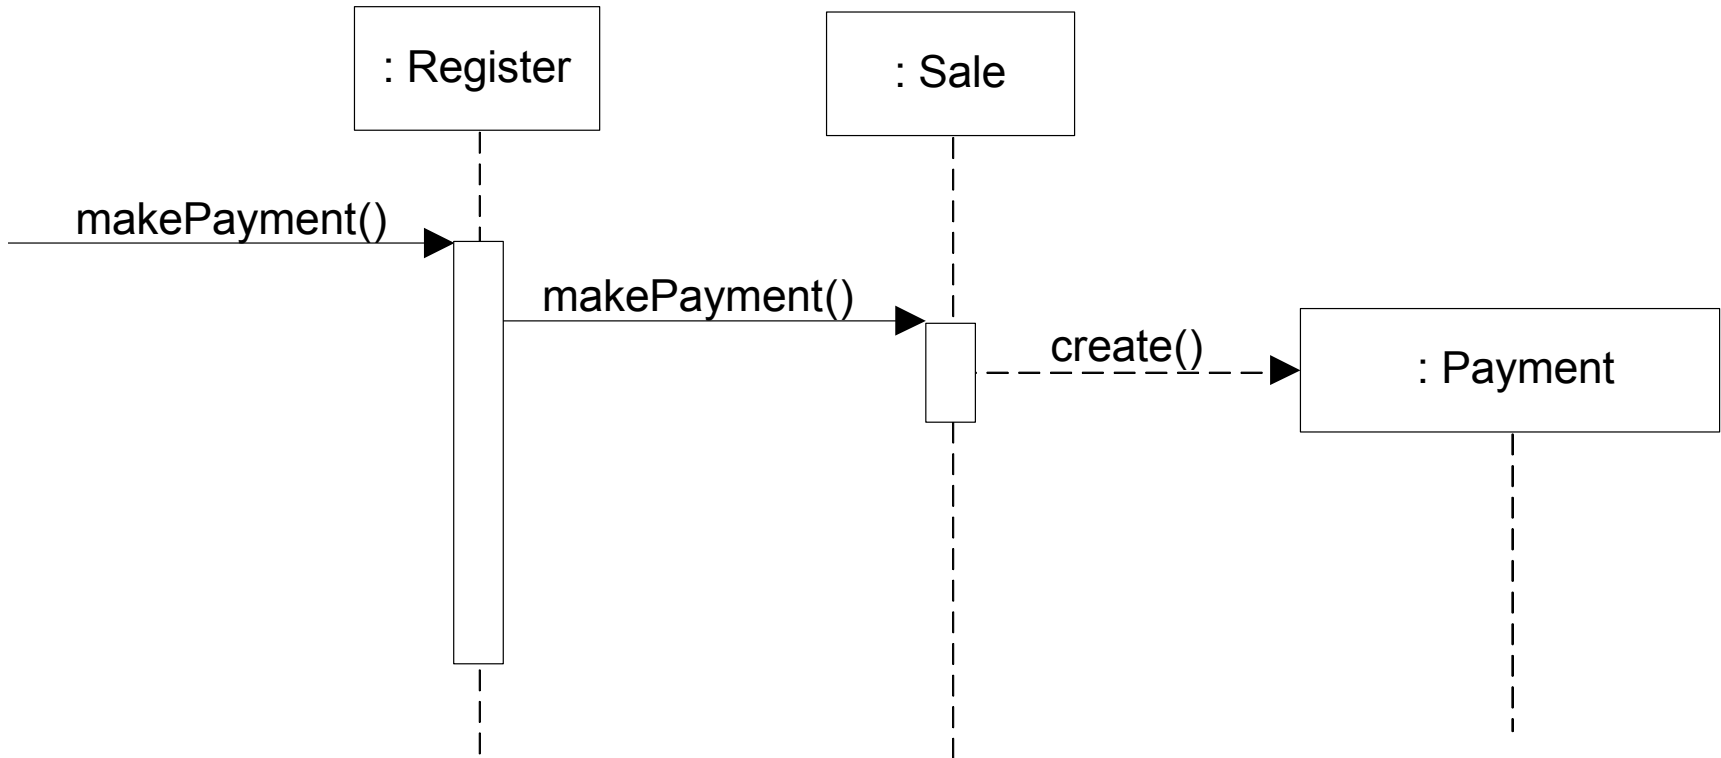 : Register
: Sale
makePayment()
makePayment()
create()
: Payment